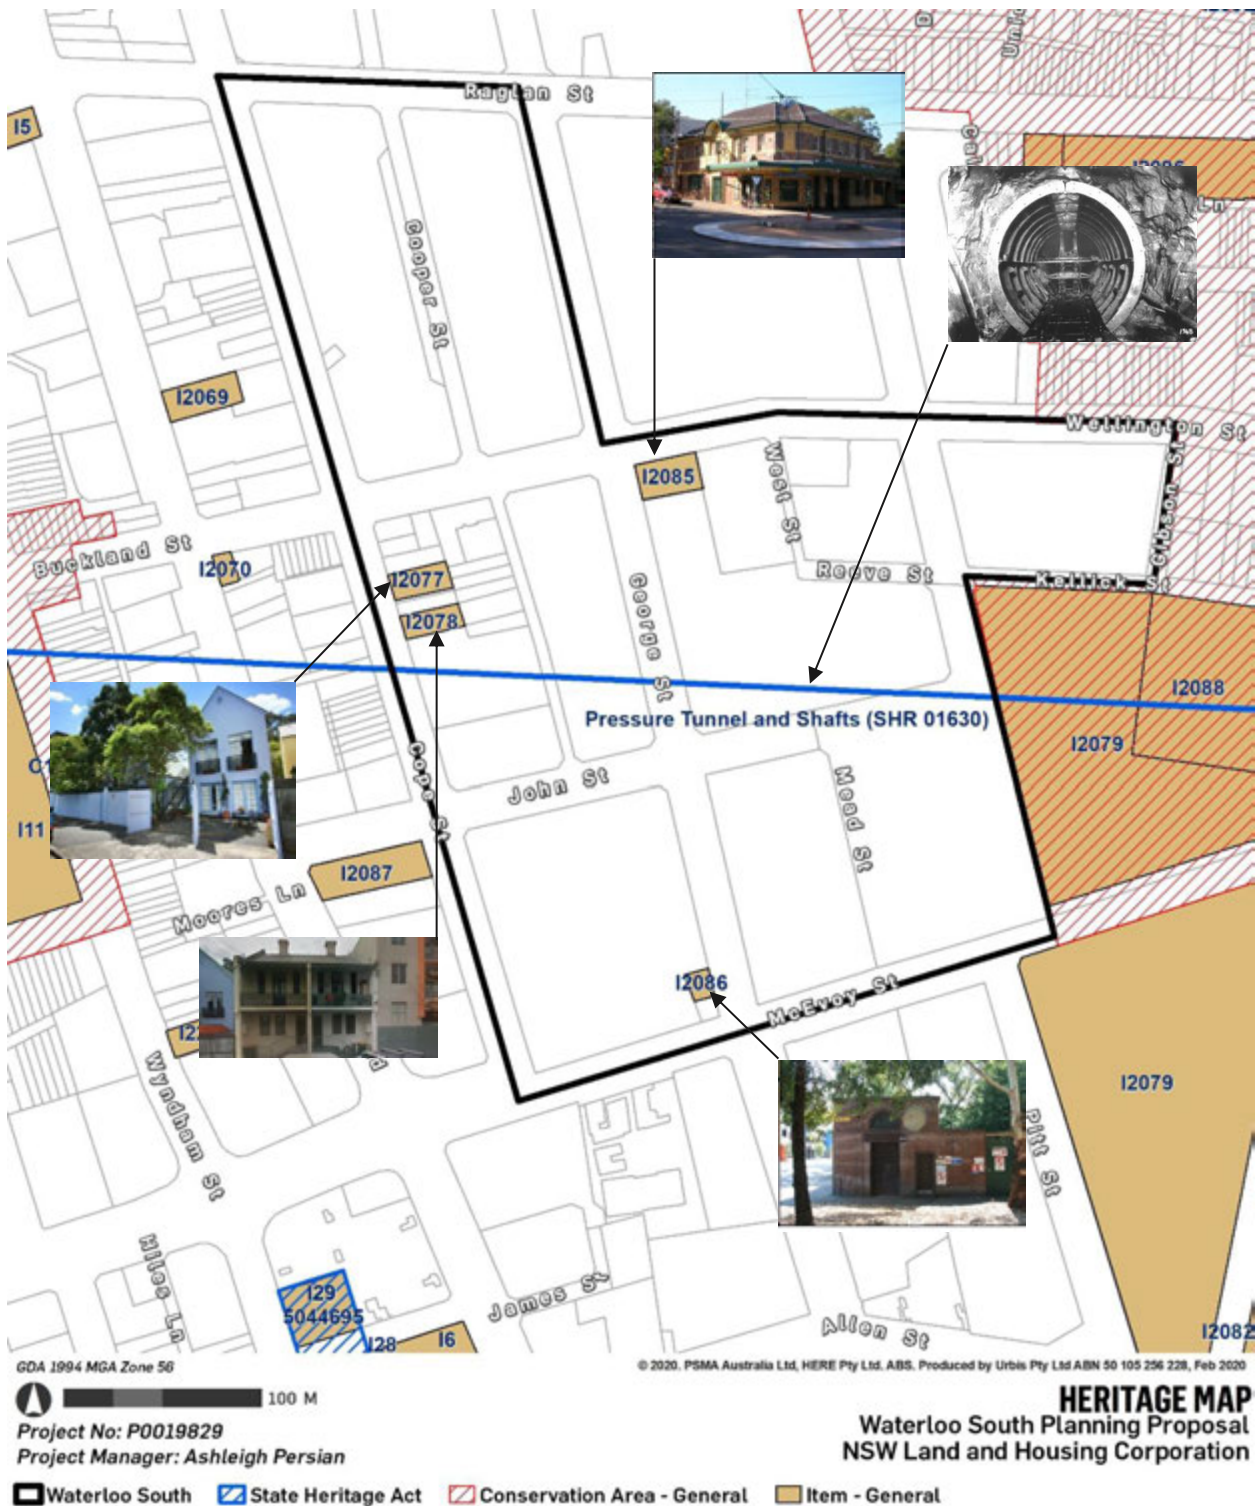 Raglan St
I5
Cooper St
I2069
Wellington St
I2085
West St
Gibson St
Buckland St
I2070
I2077
Reeve St
Kellick St
I2078
George St
I2088
Pressure Tunnel and Shafts (SHR 01630)
I2079
Cope St
John St
Mead St
I11
I2087
Moores Ln
I2086
McEvoy St
Wyndham St
I2079
Pitt St
Hiles Ln
I29
5044695
James St
Allen St
I28
I6
I2082
GDA 1994 MGA Zone 56
© 2020. PSMA Australia Ltd, HERE Pty Ltd. ABS. Produced by Urbis Pty Ltd ABN 50 105 256 228, Feb 2020
100 M
HERITAGE MAP
Project No: P0019829
Waterloo South Planning Proposal
Project Manager: Ashleigh Persian
NSW Land and Housing Corporation
Waterloo South State Heritage Act Conservation Area - General Item - General